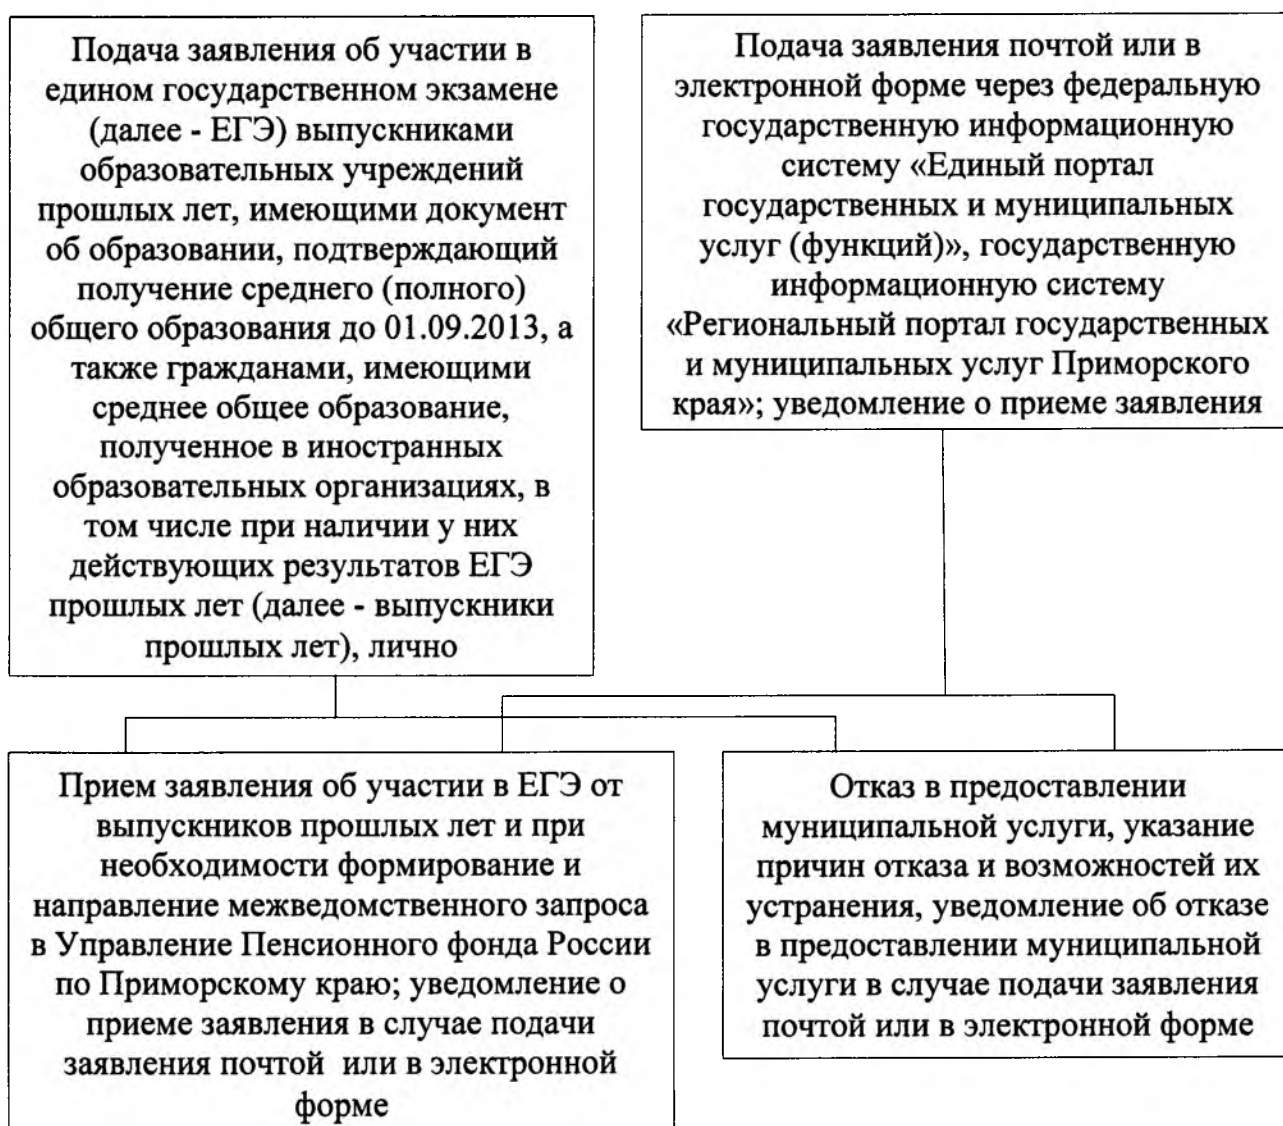 Подача заявления об участии в
едином государственном экзамене
(далее - ЕГЭ) выпускниками
образовательных учреждений
прошлых лет, имеющими документ
об образовании, подтверждающий
получение среднего (полного)
общего образования до 01.09.2013, а
также гражданами, имеющими
среднее общее образование,
полученное в иностранных
образовательных организациях, в
том числе при наличии у них
действующих результатов ЕГЭ
прошлых лет (далее - выпускники
прошлых лет), лично
Подача заявления почтой или в
электронной форме через федеральную
государственную информационную
систему «Единый портал
государственных и муниципальных
услуг (функций)», государственную
информационную систему
«Региональный портал государственных
и муниципальных услуг Приморского
края»; уведомление о приеме заявления
Прием заявления об участии в ЕГЭ от
выпускников прошлых лет и при
необходимости формирование и
направление межведомственного запроса
в Управление Пенсионного фонда России
по Приморскому краю; уведомление о
приеме заявления в случае подачи
заявления почтой или в электронной
форме
Отказ в предоставлении
муниципальной услуги, указание
причин отказа и возможностей их
устранения, уведомление об отказе
в предоставлении муниципальной
услуги в случае подачи заявления
почтой или в электронной форме